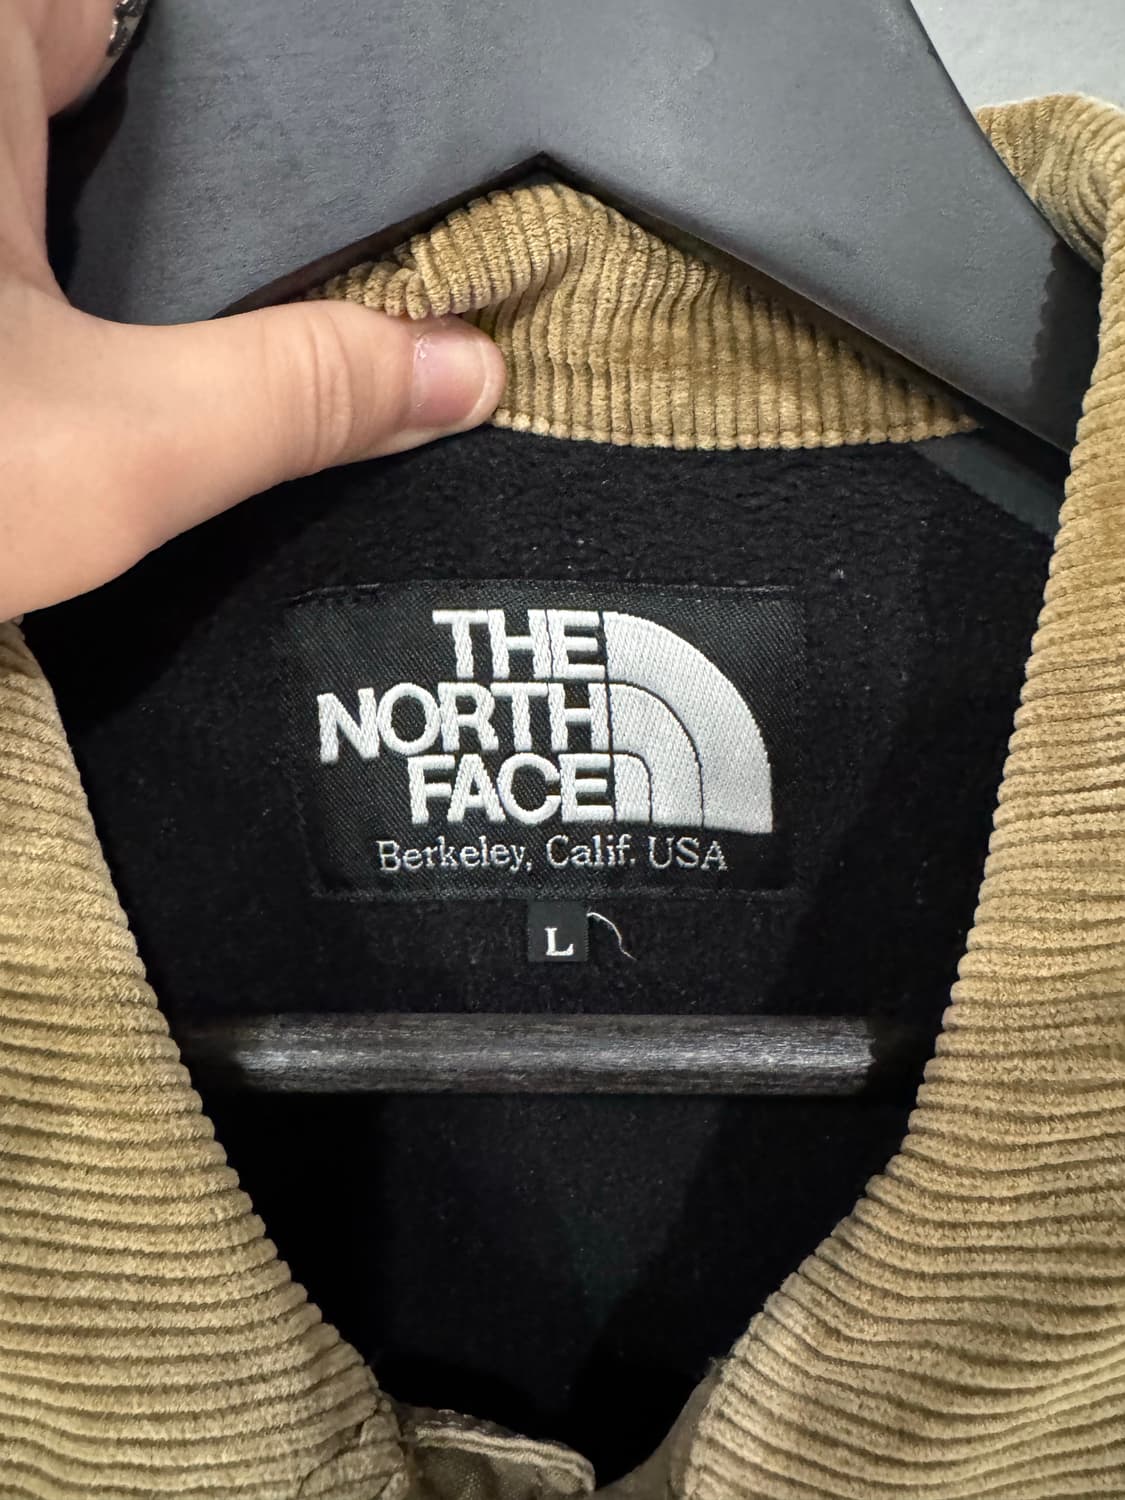 THE
NORTH
FACE
Berkeley, Calif. USA
L